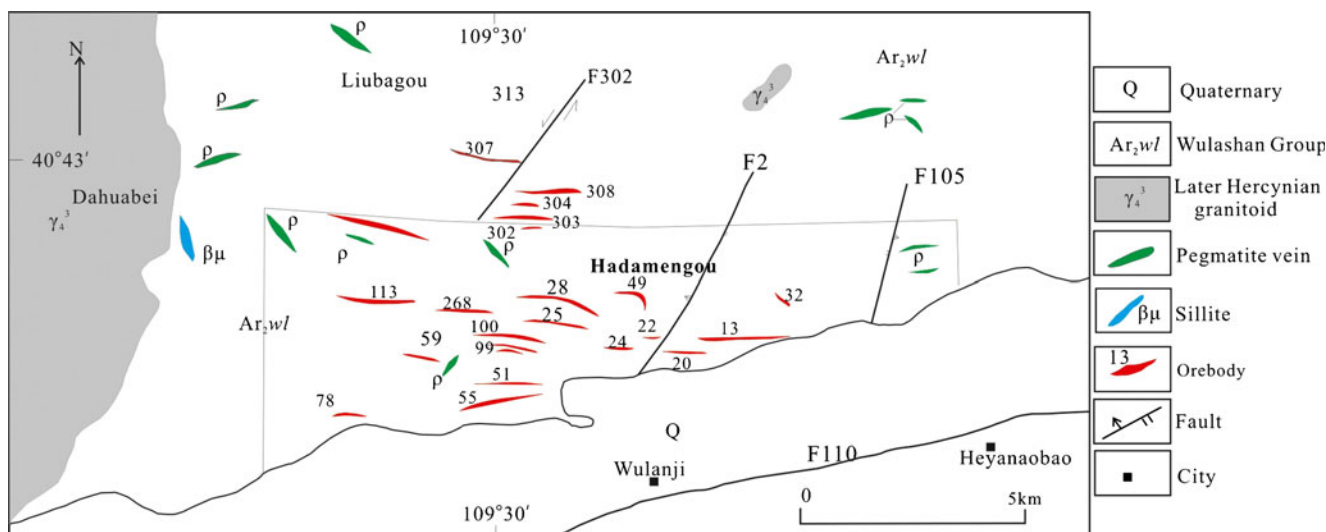 N
ρ
109°30′
Liubagou
F302
Ar₂wl
313
γ₄³
ρ
ρ
307
40°43′
ρ
F2
F105
Dahuabei
γ₄³
308
304
303
302
ρ
ρ
ρ
ρ
βμ
Hadamengou
49
32
28
113
268
25
Ar₂wl
100
22
13
59
99
24
20
ρ
51
55
78
Q
F110
Wulanji
Heyanaobao
109°30′
0
5km
Q
Quaternary
Ar₂wl
Wulashan Group
γ₄³
Later Hercynian
granitoid
Pegmatite vein
βμ
Sillite
13
Orebody
Fault
City